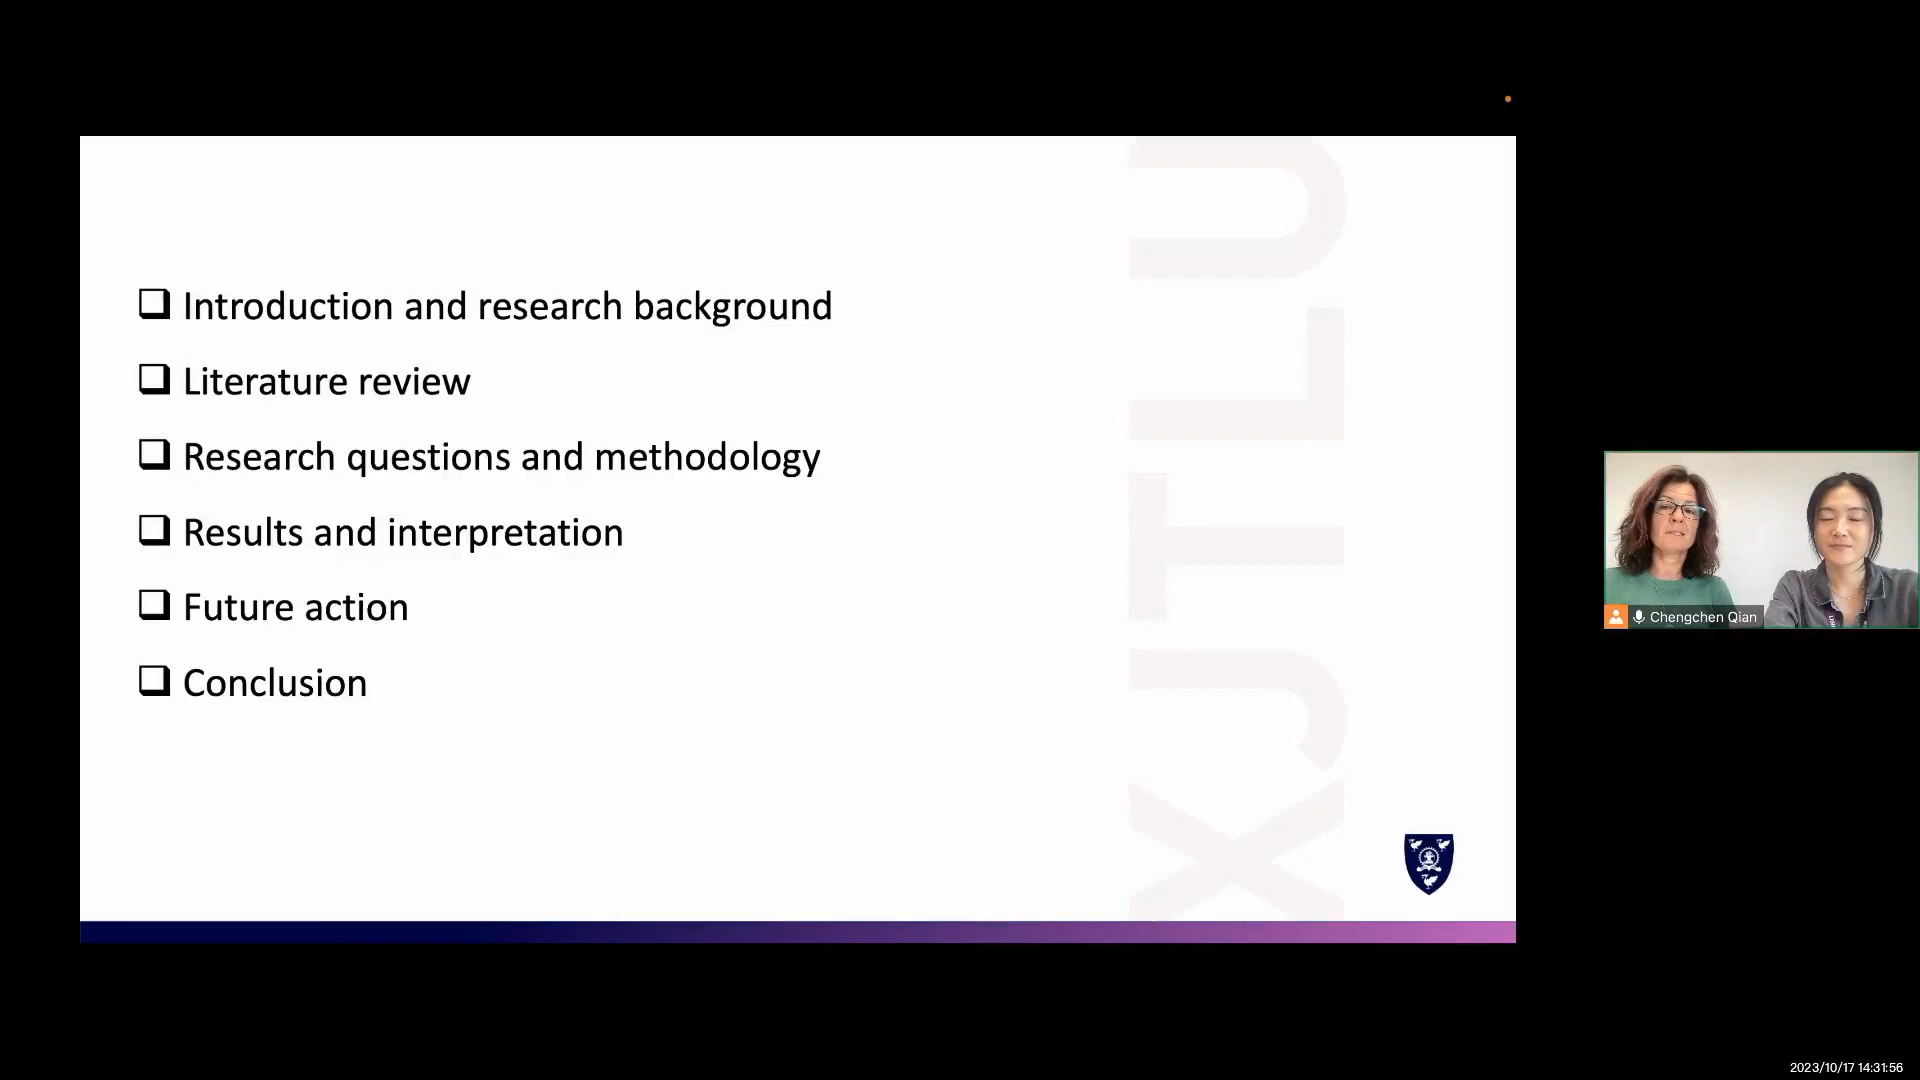 XJTLU
Introduction and research background
Literature review
Research questions and methodology
Results and interpretation
Future action
Conclusion
Chengchen Qian
2023/10/17 14:31:56